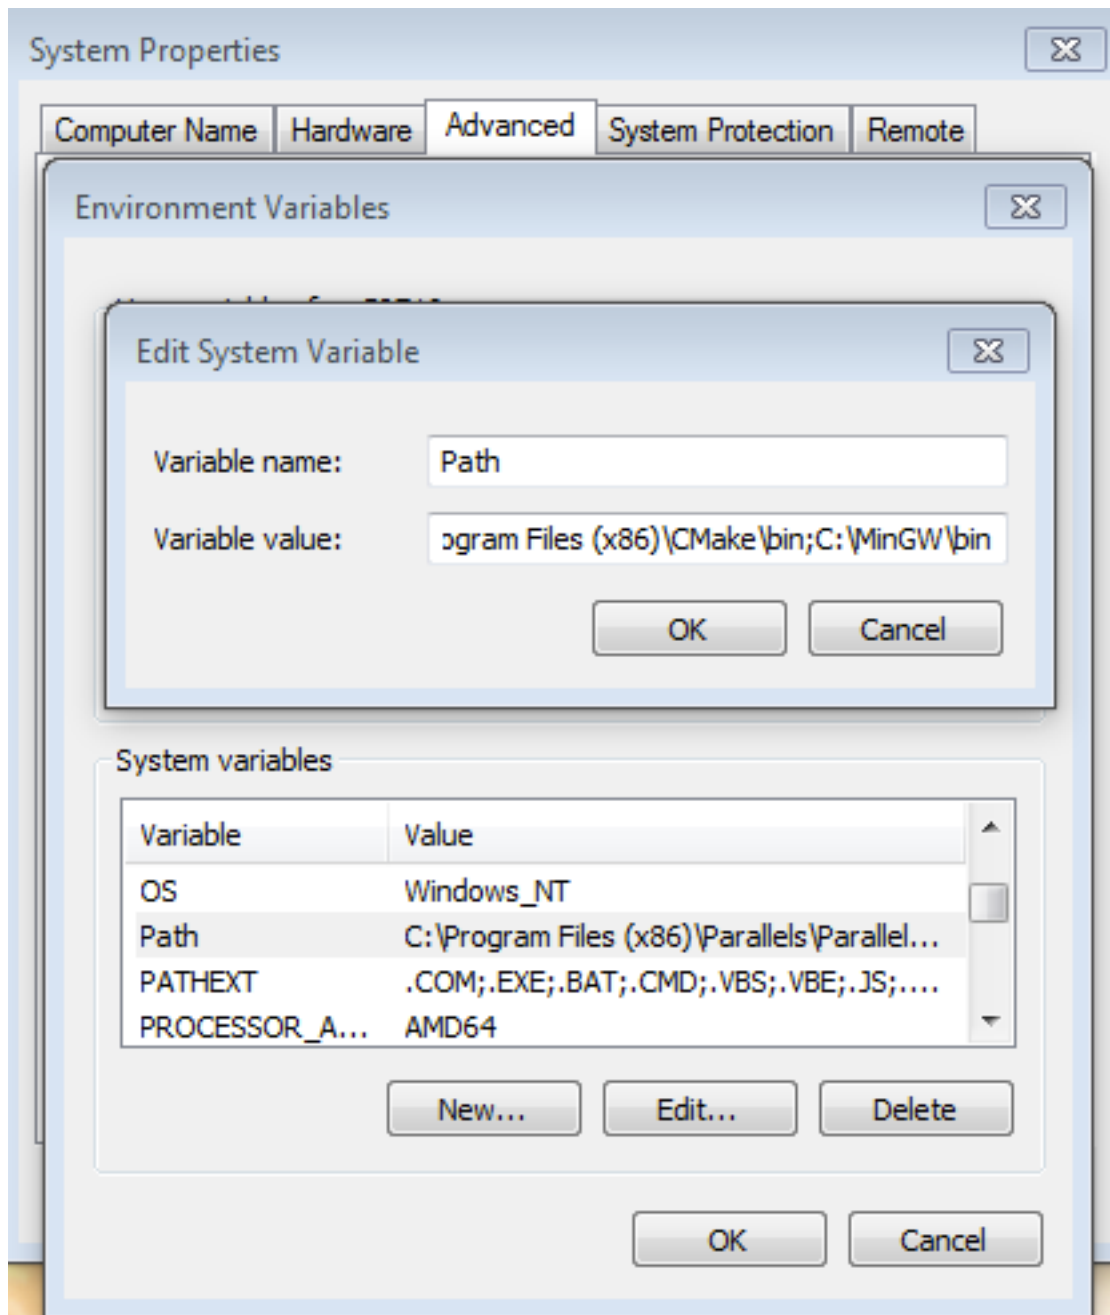 System Properties
Computer Name Hardware Advanced System Protection Remote
Environment Variables
Edit System Variable
Variable name: Path
Variable value: ogram Files (x86)\CMake\bin;C:\MinGW\bin
OK Cancel
System variables
Variable Value
OS Windows_NT
Path C:\Program Files (x86)\Parallels\Parallel...
PATHEXT .COM;.EXE;.BAT;.CMD;.VBS;.VBE;.JS;....
PROCESSOR_A... AMD64
New... Edit... Delete
OK Cancel